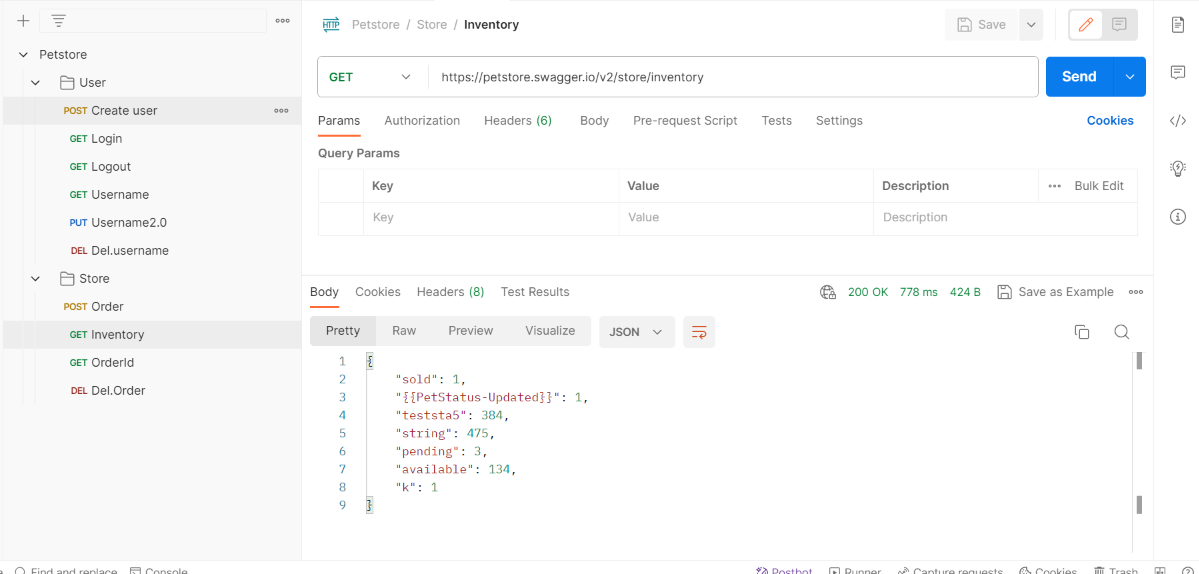 HTTP Petstore / Store / Inventory
Save
Petstore
User
POST Create user
GET Login
GET Logout
GET Username
PUT Username2.0
DEL Del.username
Store
POST Order
GET Inventory
GET OrderId
DEL Del.Order
GET https://petstore.swagger.io/v2/store/inventory Send
Params Authorization Headers (6) Body Pre-request Script Tests Settings Cookies
Query Params
Key Value Description Bulk Edit
Key Value Description
Body Cookies Headers (8) Test Results 200 OK 778 ms 424 B Save as Example
Pretty Raw Preview Visualize JSON
1 {
2 "sold": 1,
3 "{{PetStatus-Updated}}": 1,
4 "teststa5": 384,
5 "string": 475,
6 "pending": 3,
7 "available": 134,
8 "k": 1
9 }
Find and replace Console Postbot Runner Capture requests Cookies Trash